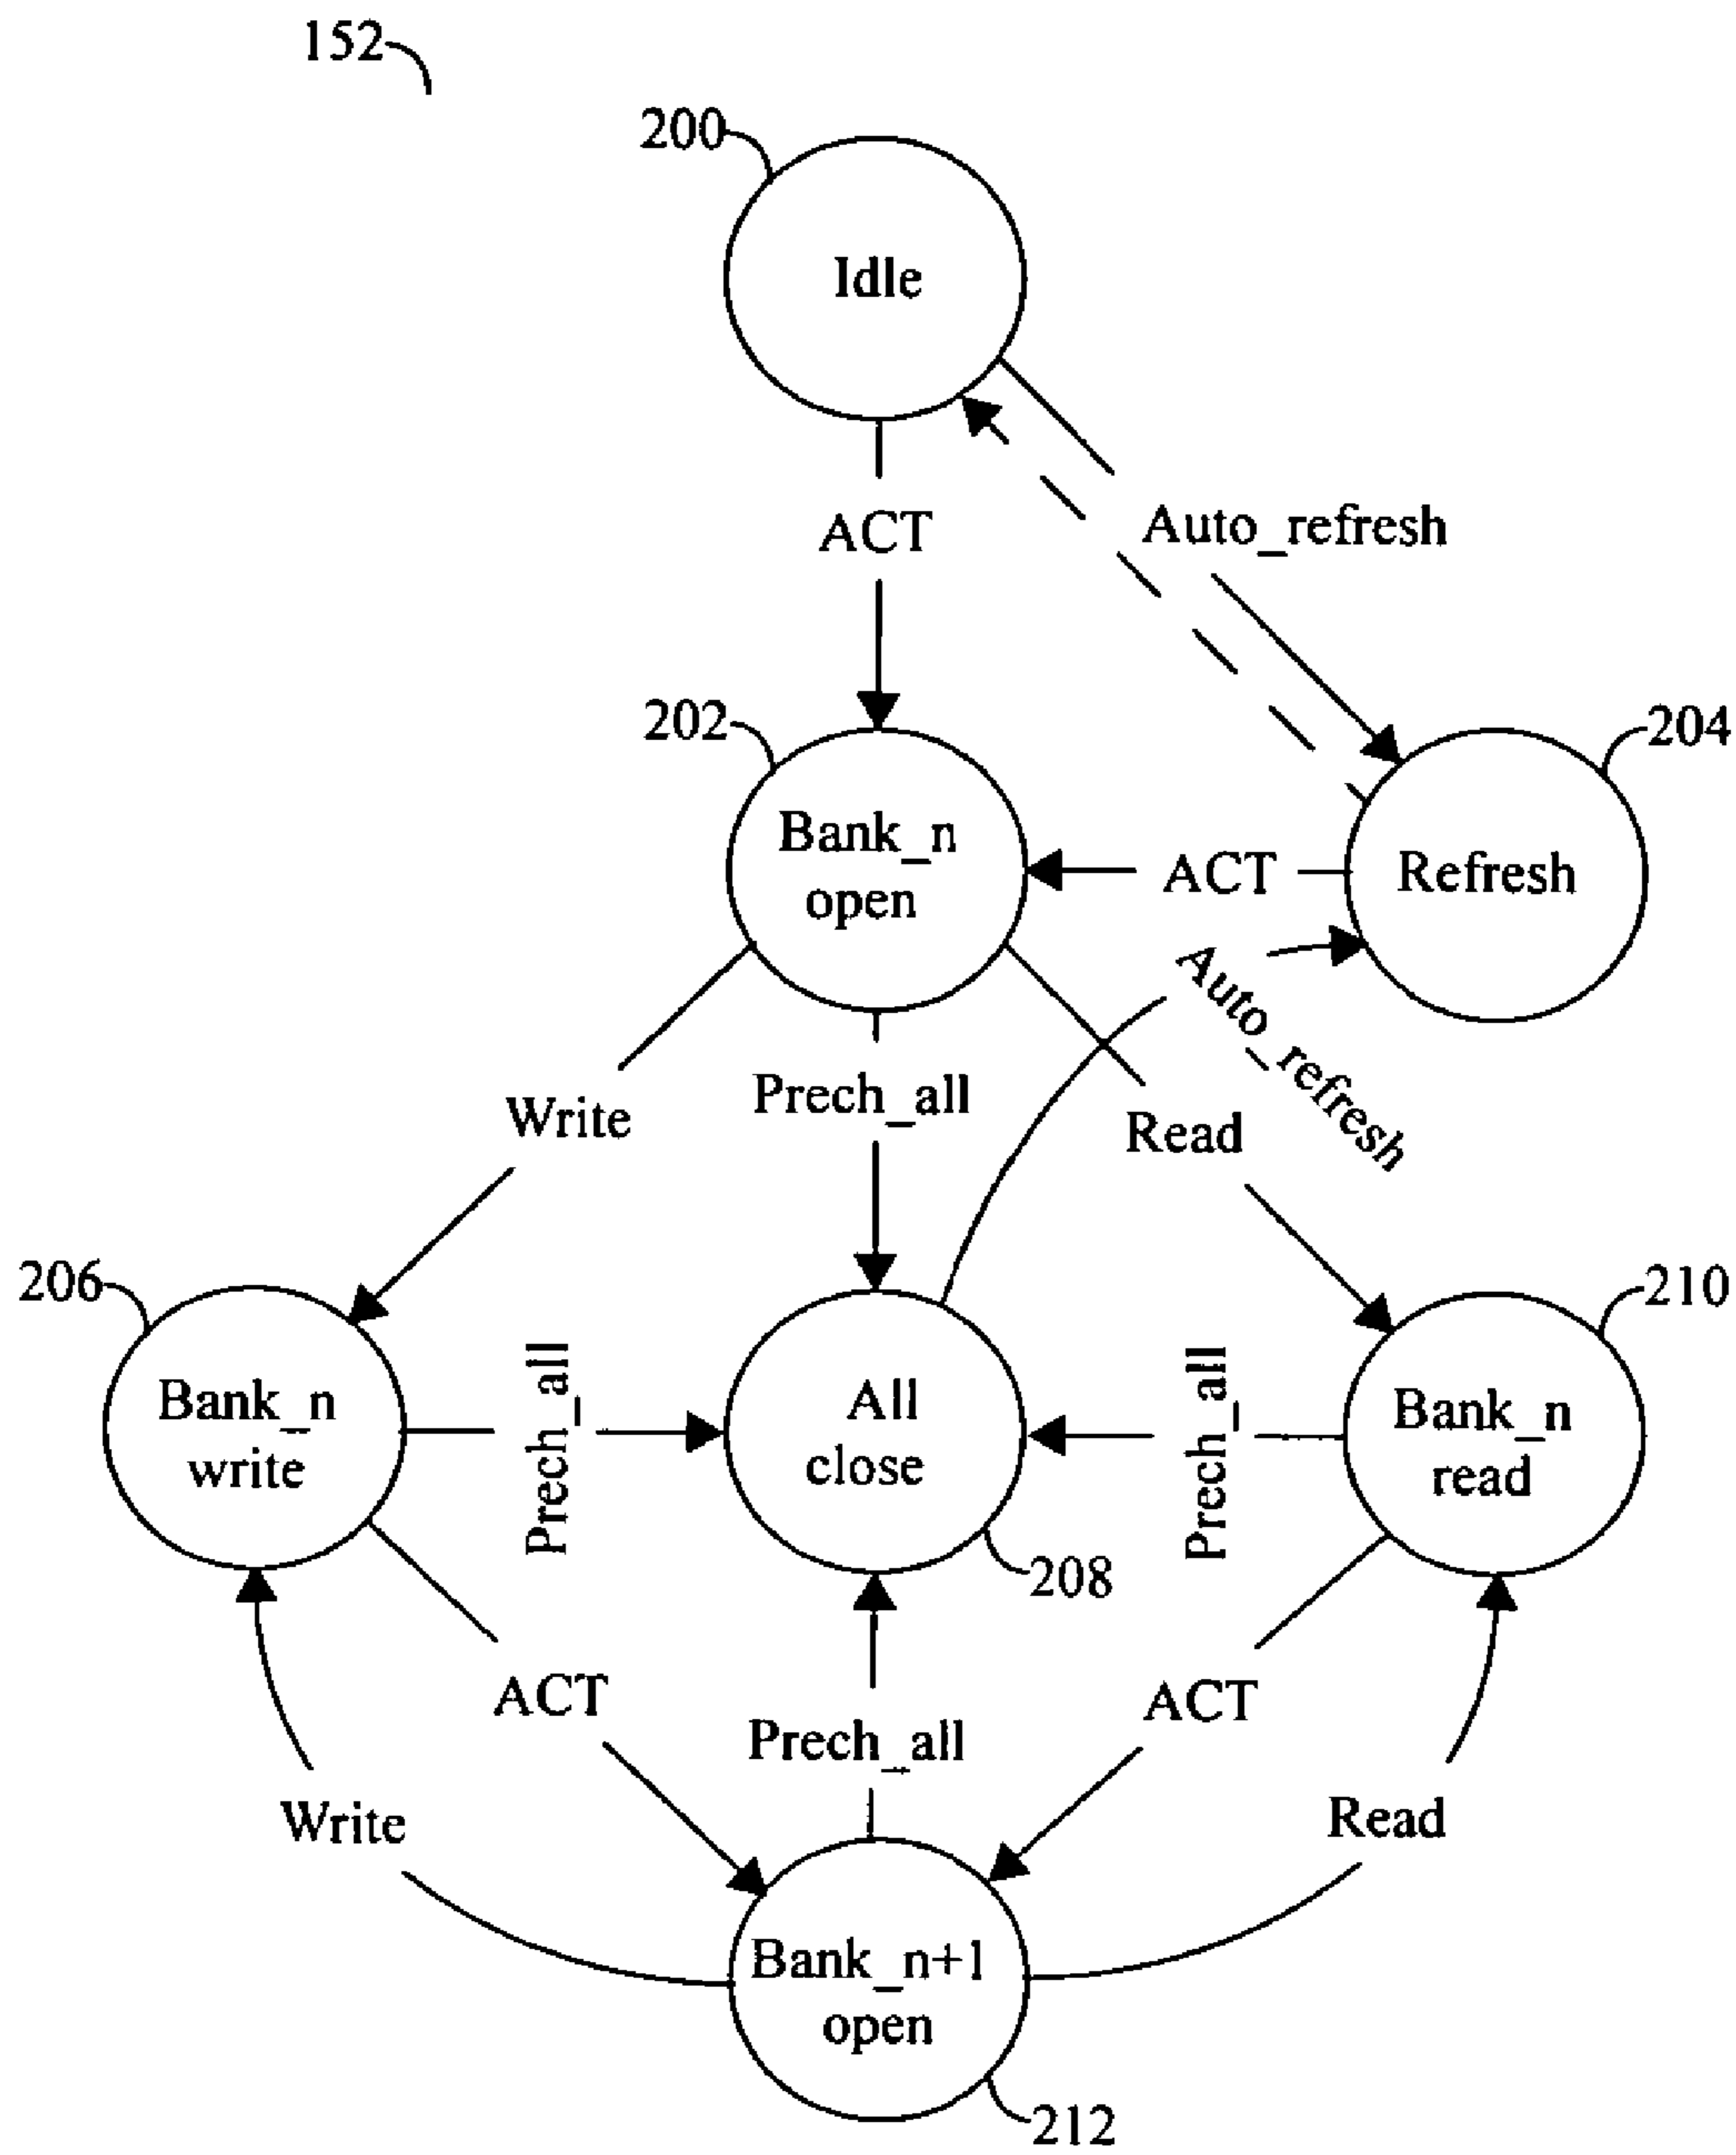 152
200
Idle
ACT
Auto_refresh
202
204
Bank_n
open
ACT
Refresh
Auto_refresh
Write
Prech_all
Read
206
210
Bank_n
write
Prech_all
All
close
Prech_all
Bank_n
read
208
ACT
Prech_all
ACT
Write
Read
Bank_n+1
open
212